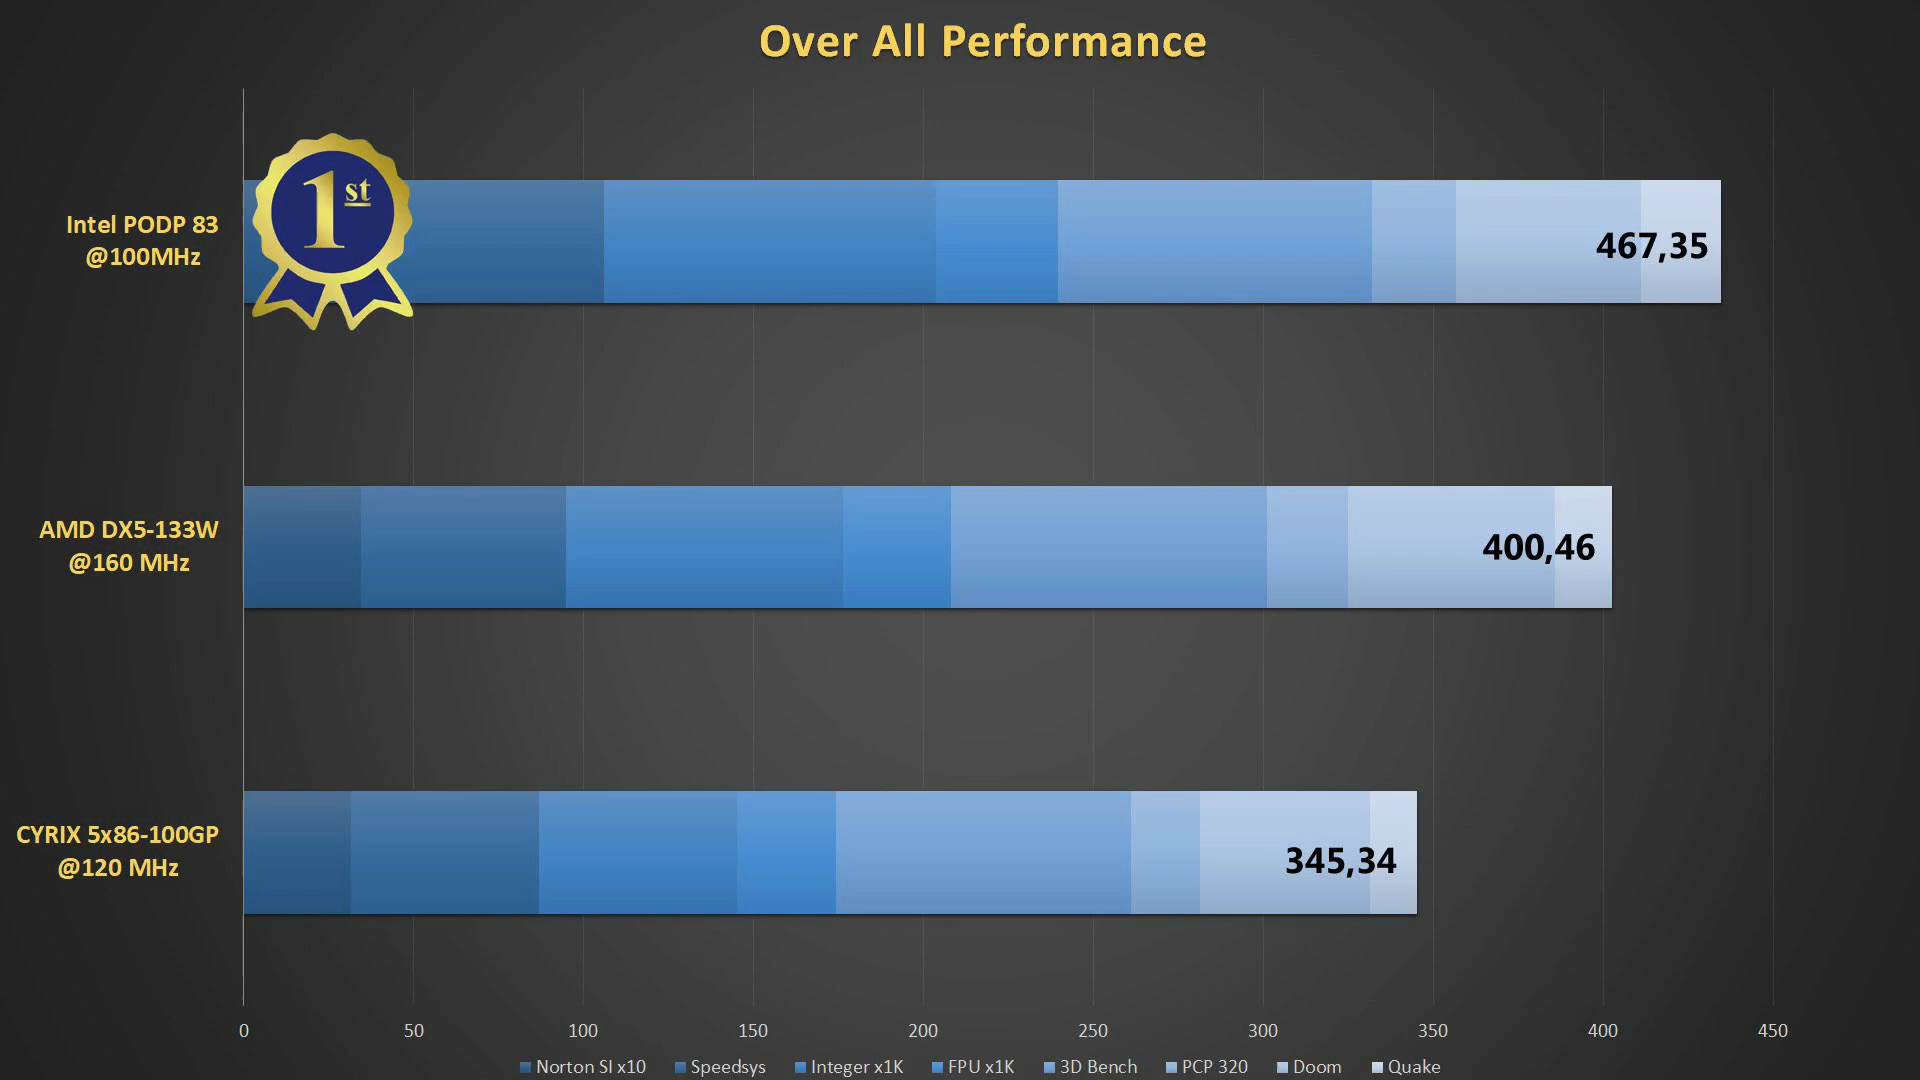 Over All Performance
1st
Intel PODP 83
@100MHz
467,35
AMD DX5-133W
@160 MHz
400,46
CYRIX 5x86-100GP
@120 MHz
345,34
0 50 100 150 200 250 300 350 400 450
Norton SI x10 Speedsys Integer x1K FPU x1K 3D Bench PCP 320 Doom Quake